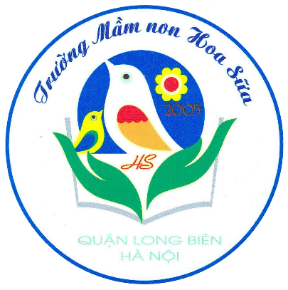 Trường Mầm non Hoa Sữa
2005
HS
QUẬN LONG BIÊN
HÀ NỘI